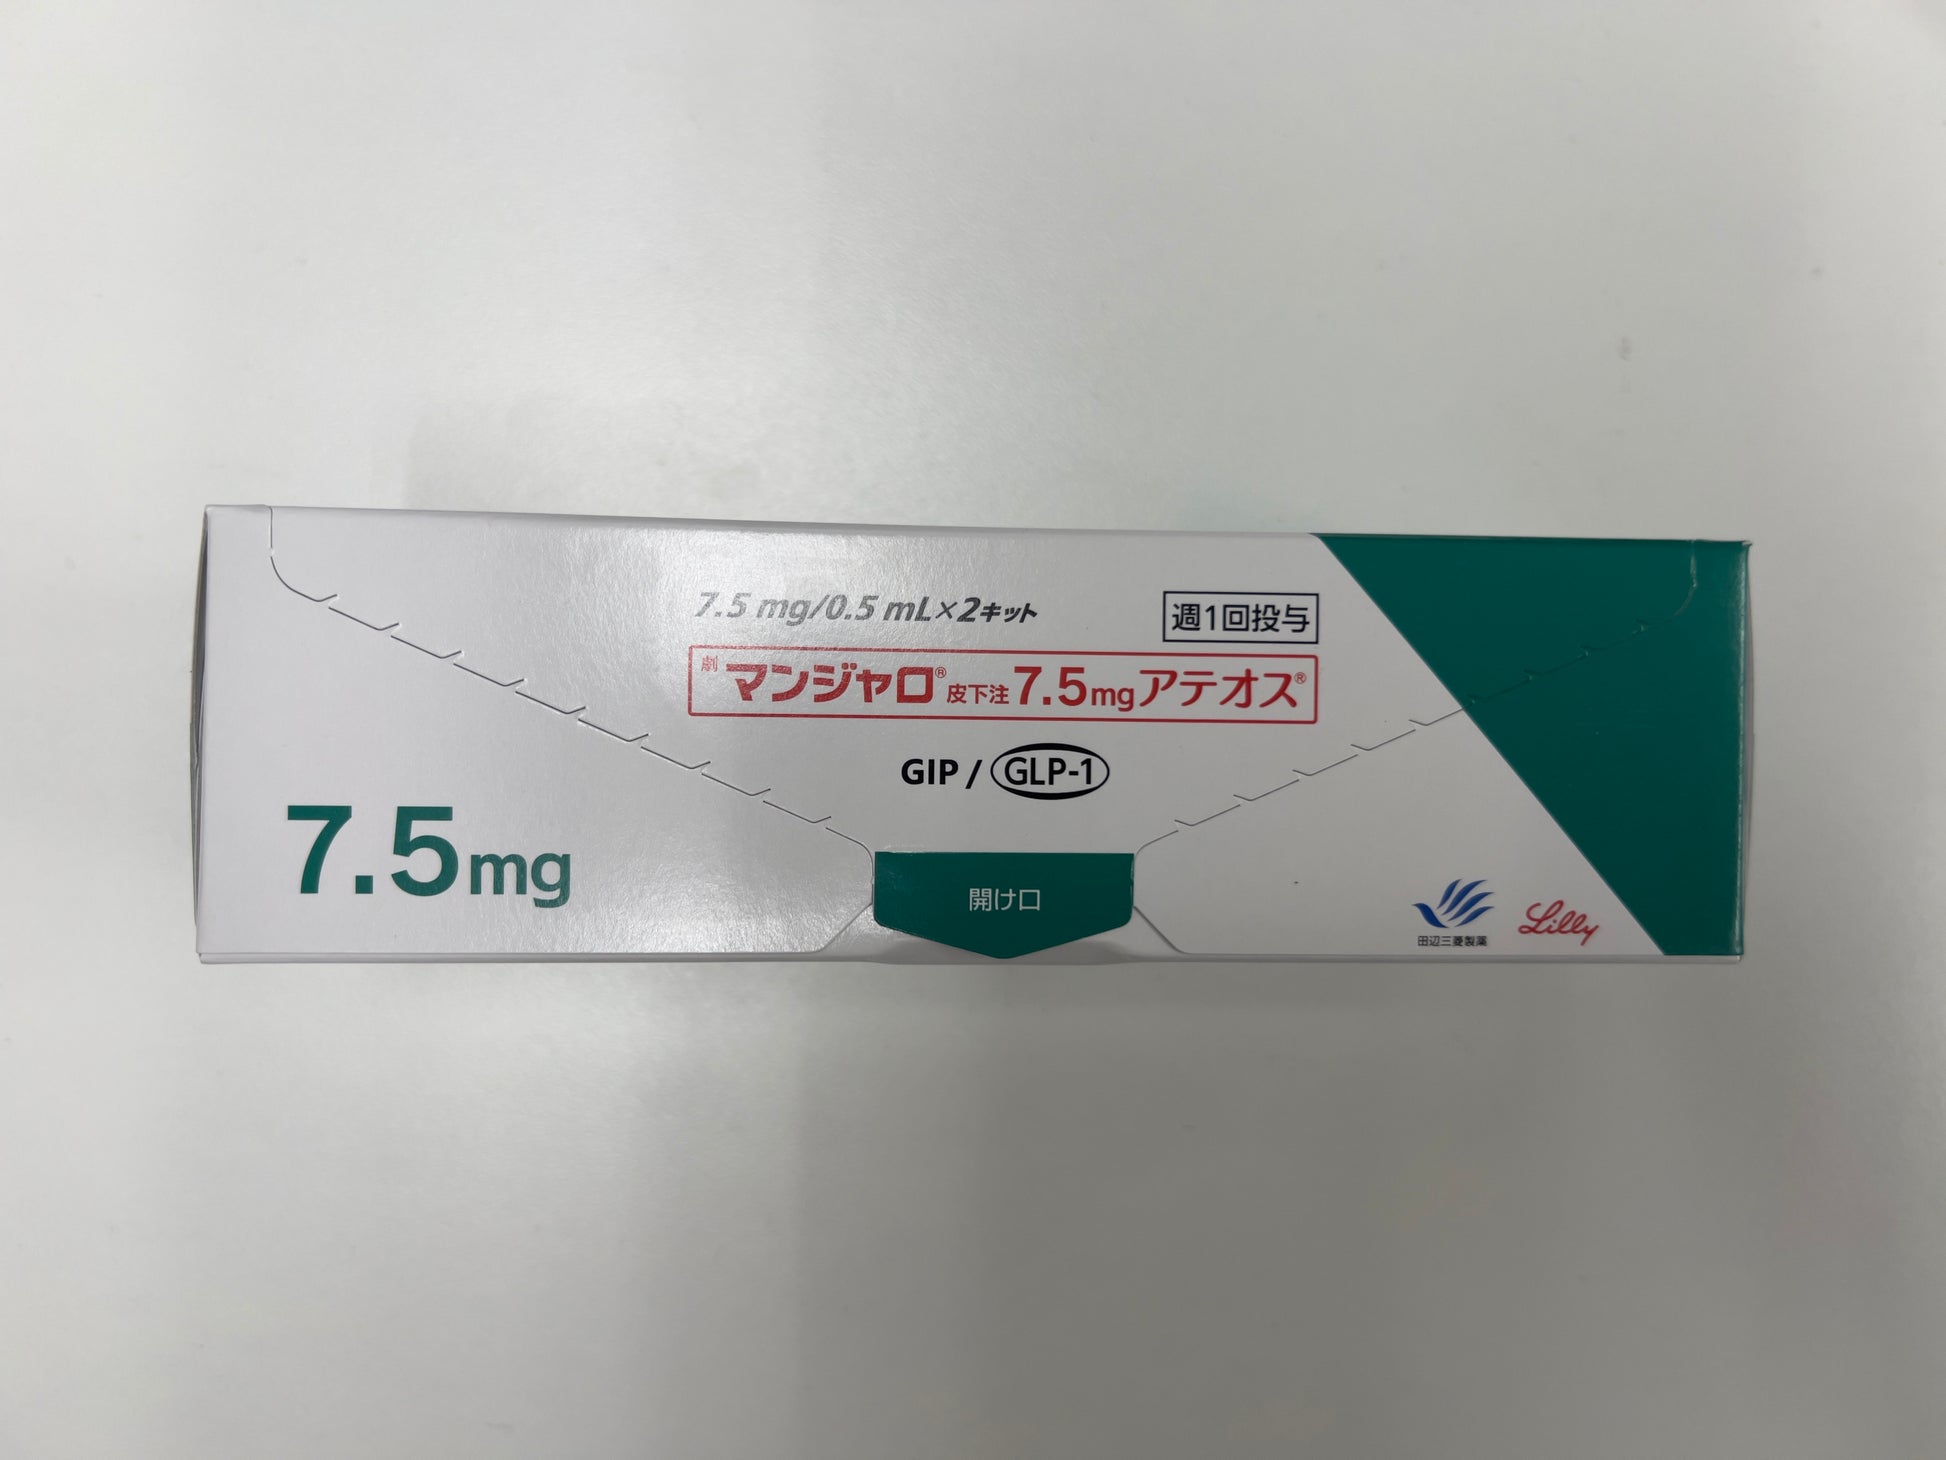 7.5 mg/0.5 mL×2キット
週1回投与
劇 マンジャロ® 皮下注 7.5mg アテオス®
GIP / GLP-1
7.5mg
開け口
田辺三菱製薬
Lilly